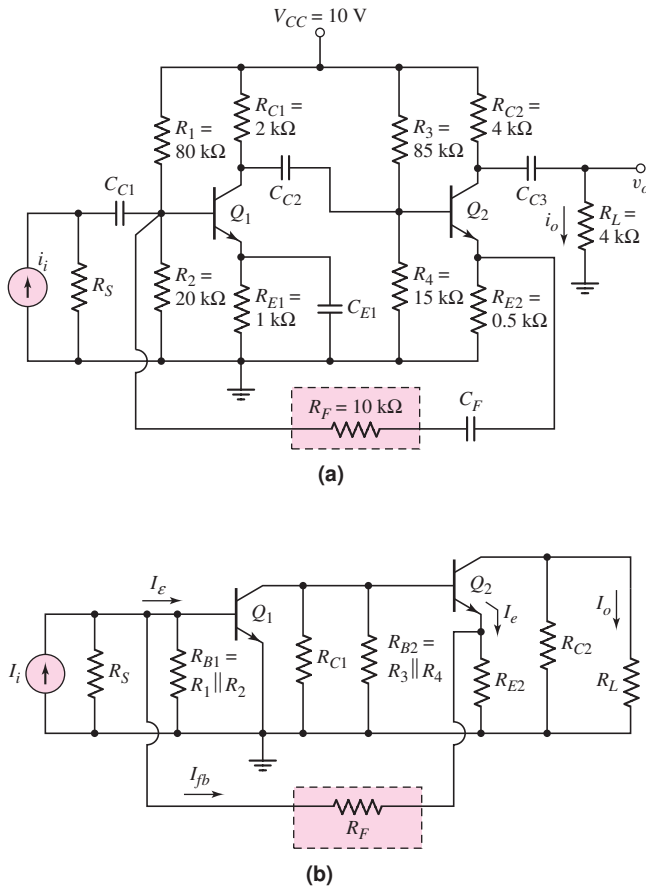 V_CC = 10 V
R_1 =
80 kΩ
R_C1 =
2 kΩ
R_3 =
85 kΩ
R_C2 =
4 kΩ
C_C1
C_C2
C_C3
Q_1
Q_2
v_o
i_o
R_L =
4 kΩ
i_i
R_S
R_2 =
20 kΩ
R_E1 =
1 kΩ
C_E1
R_4 =
15 kΩ
R_E2 =
0.5 kΩ
R_F = 10 kΩ
C_F
(a)
I_ε
Q_1
Q_2
I_e
I_o
I_i
R_S
R_B1 =
R_1 || R_2
R_C1
R_B2 =
R_3 || R_4
R_E2
R_C2
R_L
I_fb
R_F
(b)